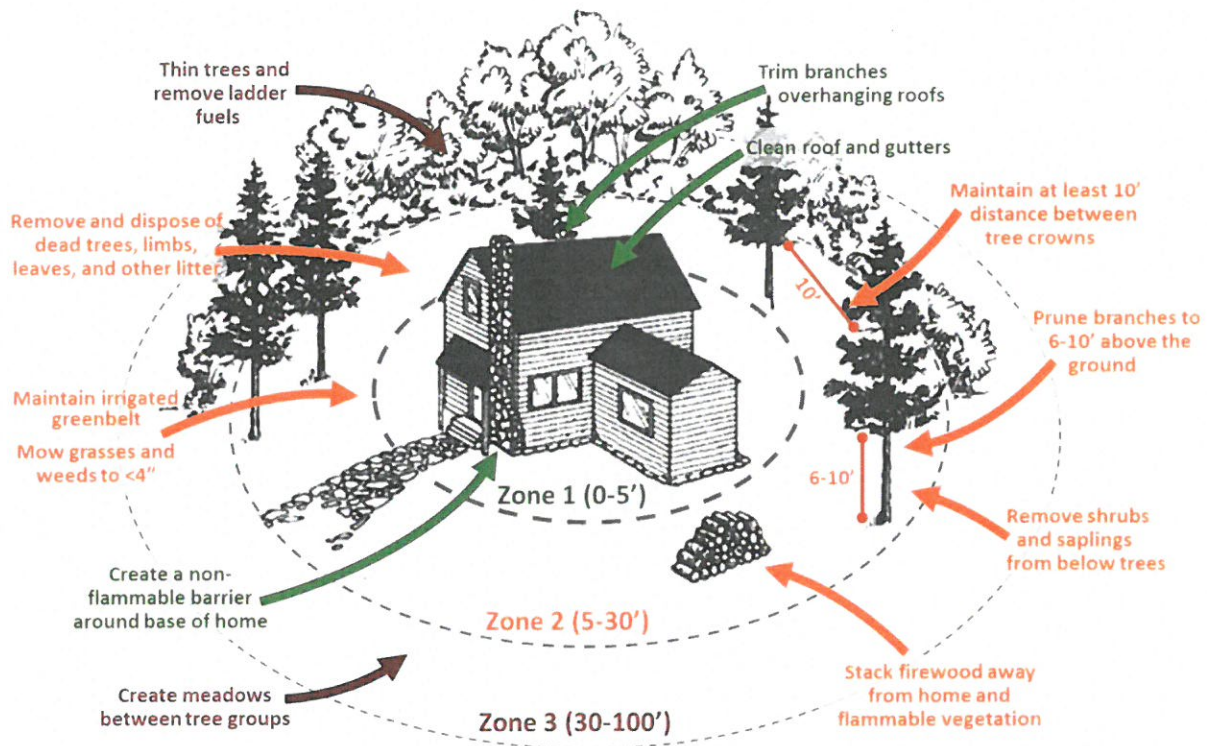 Thin trees and
remove ladder
fuels
Trim branches
overhanging roofs
Clean roof and gutters
Remove and dispose of
dead trees, limbs,
leaves, and other litter
Maintain at least 10'
distance between
tree crowns
10'
Prune branches to
6-10' above the
ground
Maintain irrigated
greenbelt
Mow grasses and
weeds to <4"
6-10'
Zone 1 (0-5')
Remove shrubs
and saplings
from below trees
Create a non-
flammable barrier
around base of home
Zone 2 (5-30')
Stack firewood away
from home and
flammable vegetation
Create meadows
between tree groups
Zone 3 (30-100')